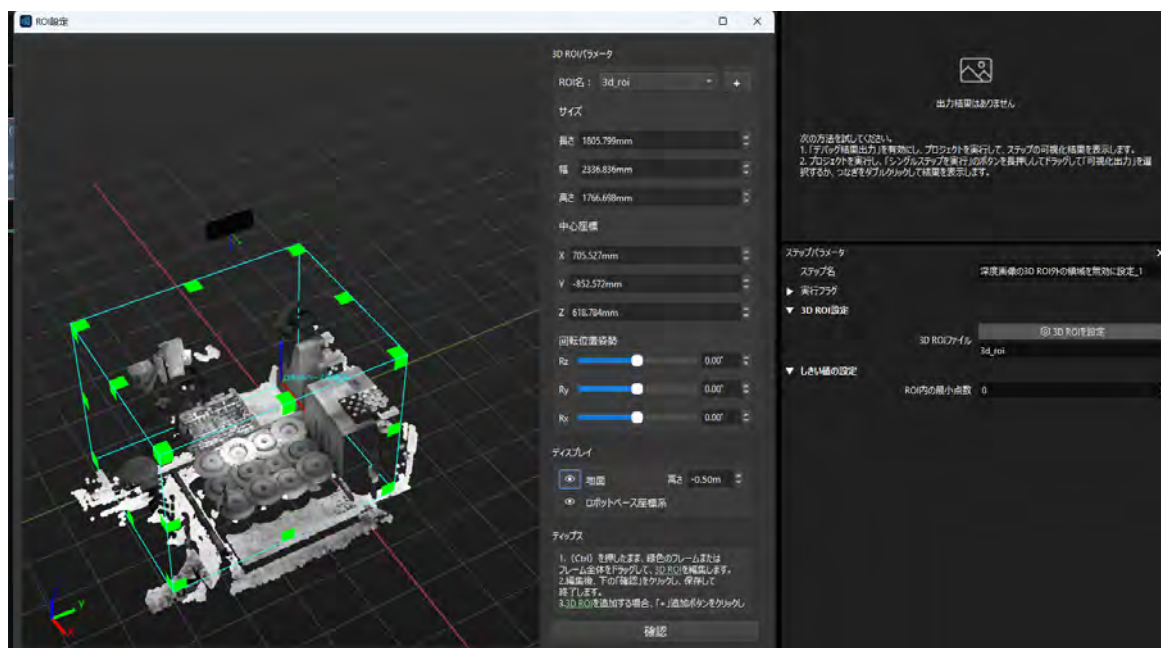 ROI設定
3D ROIパラメータ
ROI名： 3d_roi
+
サイズ
長さ 1805.799mm
幅 2336.836mm
高さ 1766.698mm
中心座標
X 705.527mm
Y -852.572mm
Z 618.784mm
回転位置姿勢
Rz 0.00°
Ry 0.00°
Rx 0.00°
ディスプレイ
地面 高さ -0.50m
ロボットベース座標系
ティップス
1.（Ctrl）を押したまま、緑色のフレームまたは
フレーム全体をドラッグして、3D ROIを編集します。
2.編集後、下の「確認」をクリックし、保存して
終了します。
3.3D ROIを追加する場合、「+」追加ボタンをクリックし
確認
Y
X
出力結果はありません
次の方法を試してください。
1.「デバッグ結果出力」を有効にし、プロジェクトを実行して、ステップの可視化結果を表示します。
2. プロジェクトを実行し、「シングルステップを実行」のボタンを長押ししてドラッグして「可視化出力」を選
択するか、つなぎをダブルクリックして結果を表示します。
ステップパラメータ
ステップ名 深度画像の3D ROI外の領域を無効に設定_1
実行フラグ
3D ROI設定
3D ROIファイル 3D ROIを設定
3d_roi
しきい値の設定
ROI内の最小点数 0